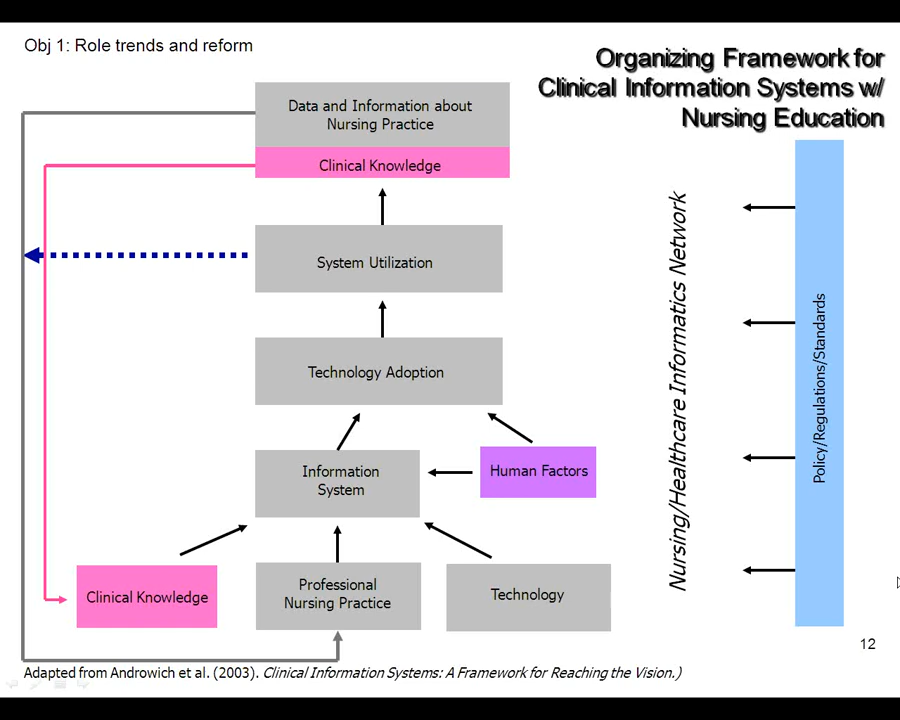 Obj 1: Role trends and reform
Organizing Framework for
Clinical Information Systems w/
Nursing Education
Data and Information about
Nursing Practice
Clinical Knowledge
System Utilization
Technology Adoption
Information
System
Human Factors
Clinical Knowledge
Professional
Nursing Practice
Technology
Nursing/Healthcare Informatics Network
Policy/Regulations/Standards
12
Adapted from Androwich et al. (2003). Clinical Information Systems: A Framework for Reaching the Vision.)